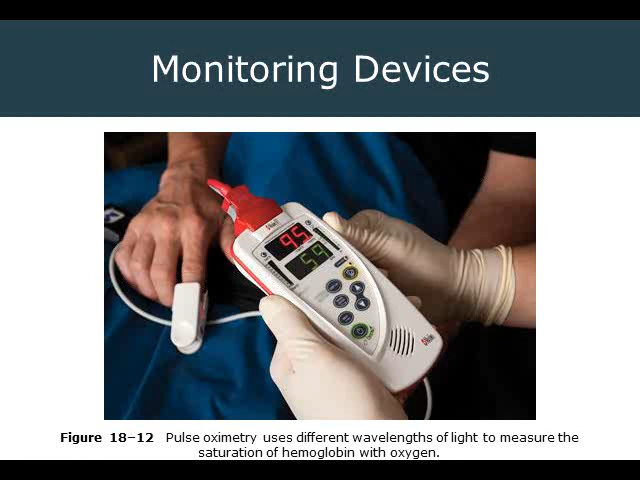 Monitoring Devices
95
59
Figure 18–12 Pulse oximetry uses different wavelengths of light to measure the
saturation of hemoglobin with oxygen.